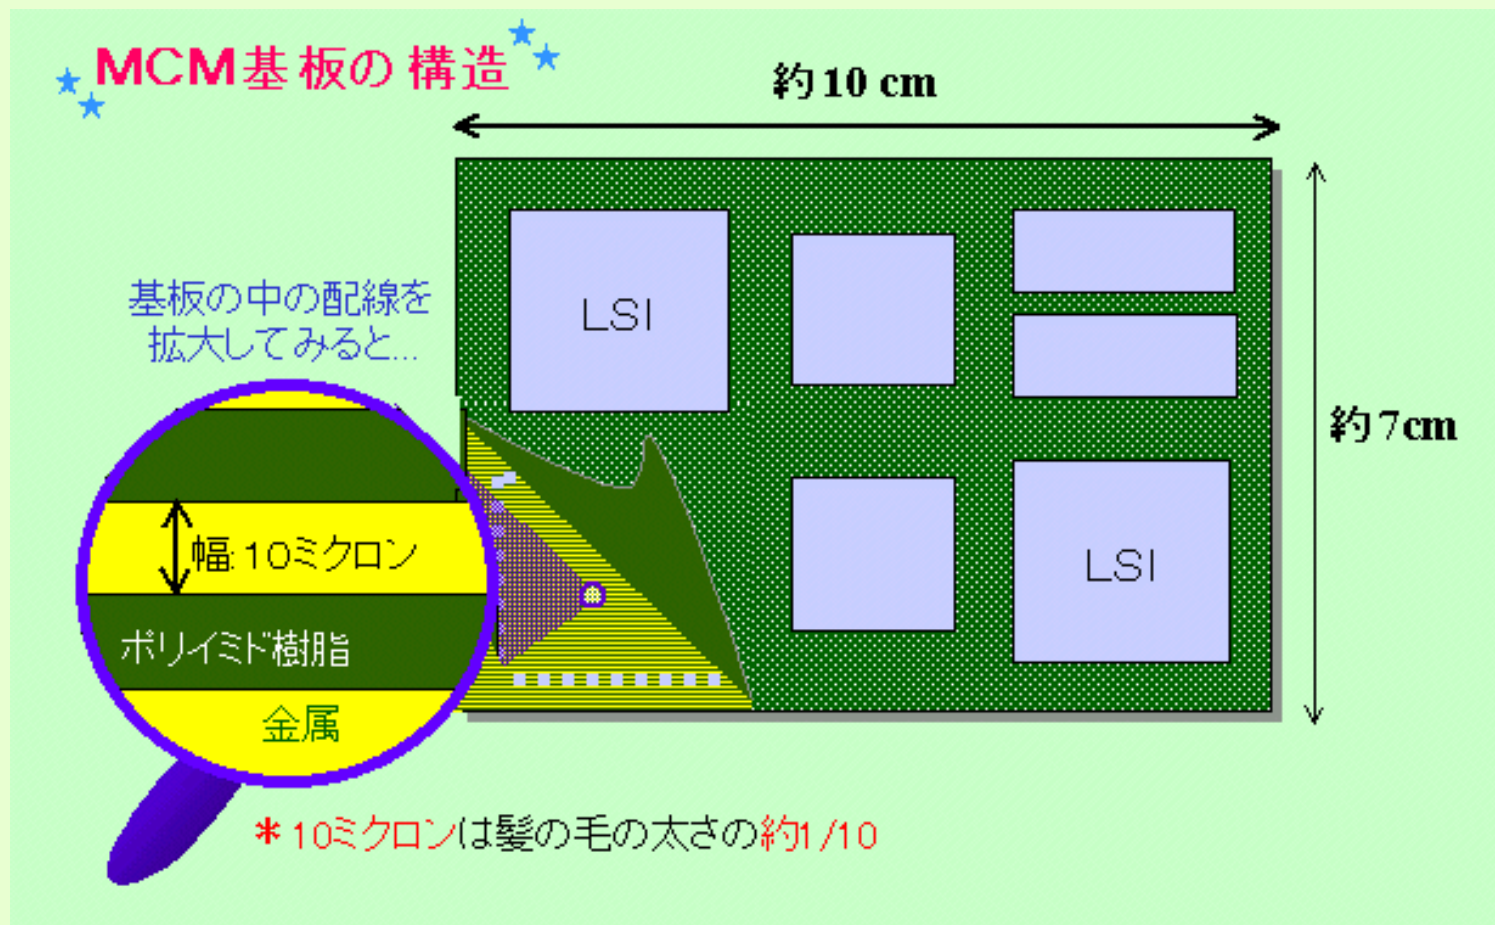 MCM基板の構造
約10 cm
基板の中の配線を
拡大してみると...
LSI
約7cm
幅:10ミクロン
LSI
ポリイミド樹脂
金属
*10ミクロンは髪の毛の太さの約1/10